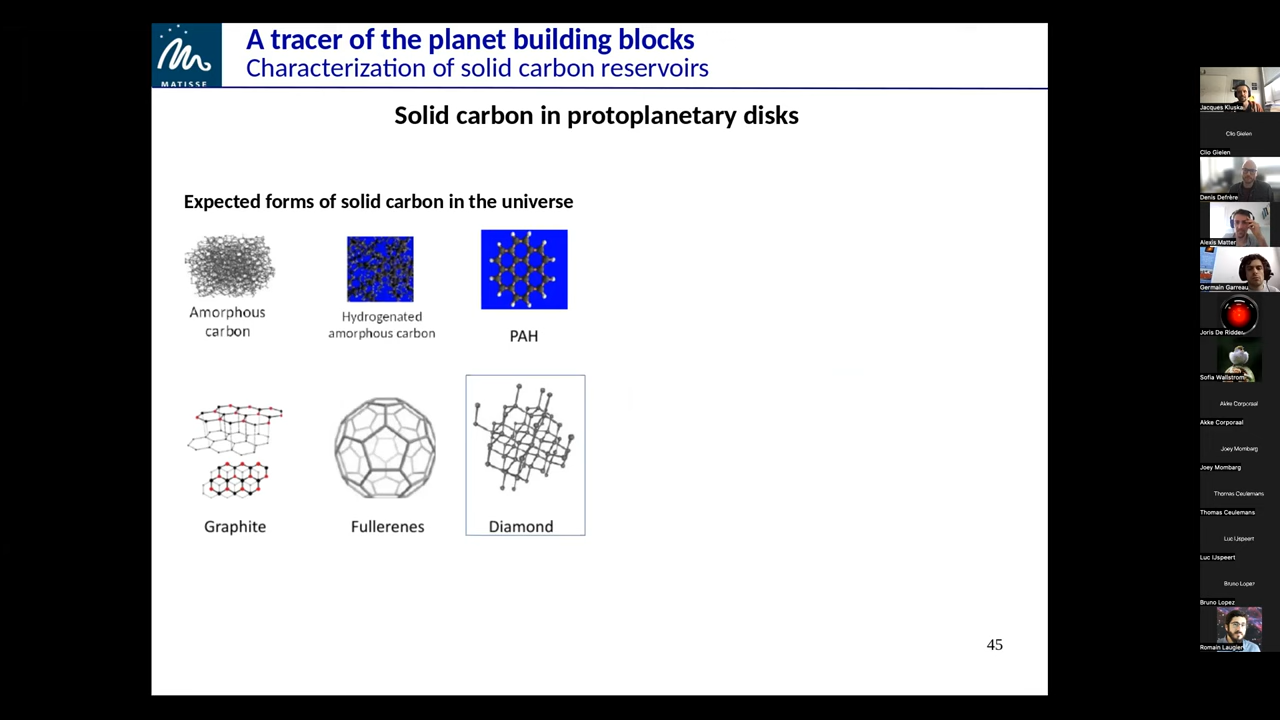 MATISSE
A tracer of the planet building blocks
Characterization of solid carbon reservoirs
Solid carbon in protoplanetary disks
Expected forms of solid carbon in the universe
Amorphous
carbon
Hydrogenated
amorphous carbon
PAH
Graphite
Fullerenes
Diamond
45
Jacques Kluska
Clio Gielen
Clio Gielen
Denis Defrère
Alexis Matter
Germain Garreau
Joris De Ridder
Sofia Wallstrom
Akke Corporaal
Akke Corporaal
Joey Mombarg
Joey Mombarg
Thomas Ceulemans
Thomas Ceulemans
Luc IJspeert
Luc IJspeert
Bruno Lopez
Bruno Lopez
Romain Laugier